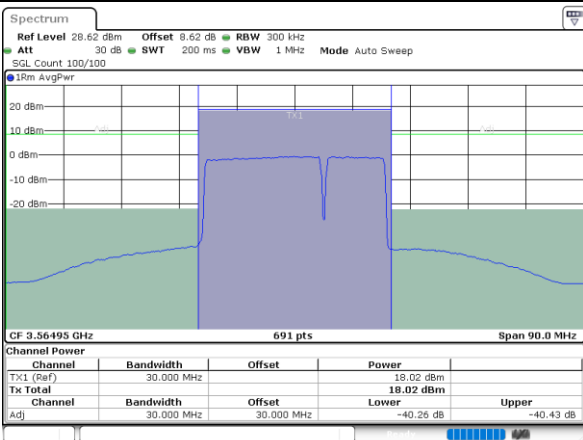 Spectrum
Ref Level 28.62 dBm Offset 8.62 dB RBW 300 kHz
Att 30 dB SWT 200 ms VBW 1 MHz Mode Auto Sweep
SGL Count 100/100
1Rm AvgPwr
20 dBm
TX1
10 dBm
Adj
Adj
0 dBm
-10 dBm
-20 dBm
CF 3.56495 GHz 691 pts Span 90.0 MHz
Channel Power
Channel Bandwidth Offset Power
TX1 (Ref) 30.000 MHz 18.02 dBm
Tx Total 18.02 dBm
Channel Bandwidth Offset Lower Upper
Adj 30.000 MHz 30.000 MHz -40.26 dB -40.43 dB